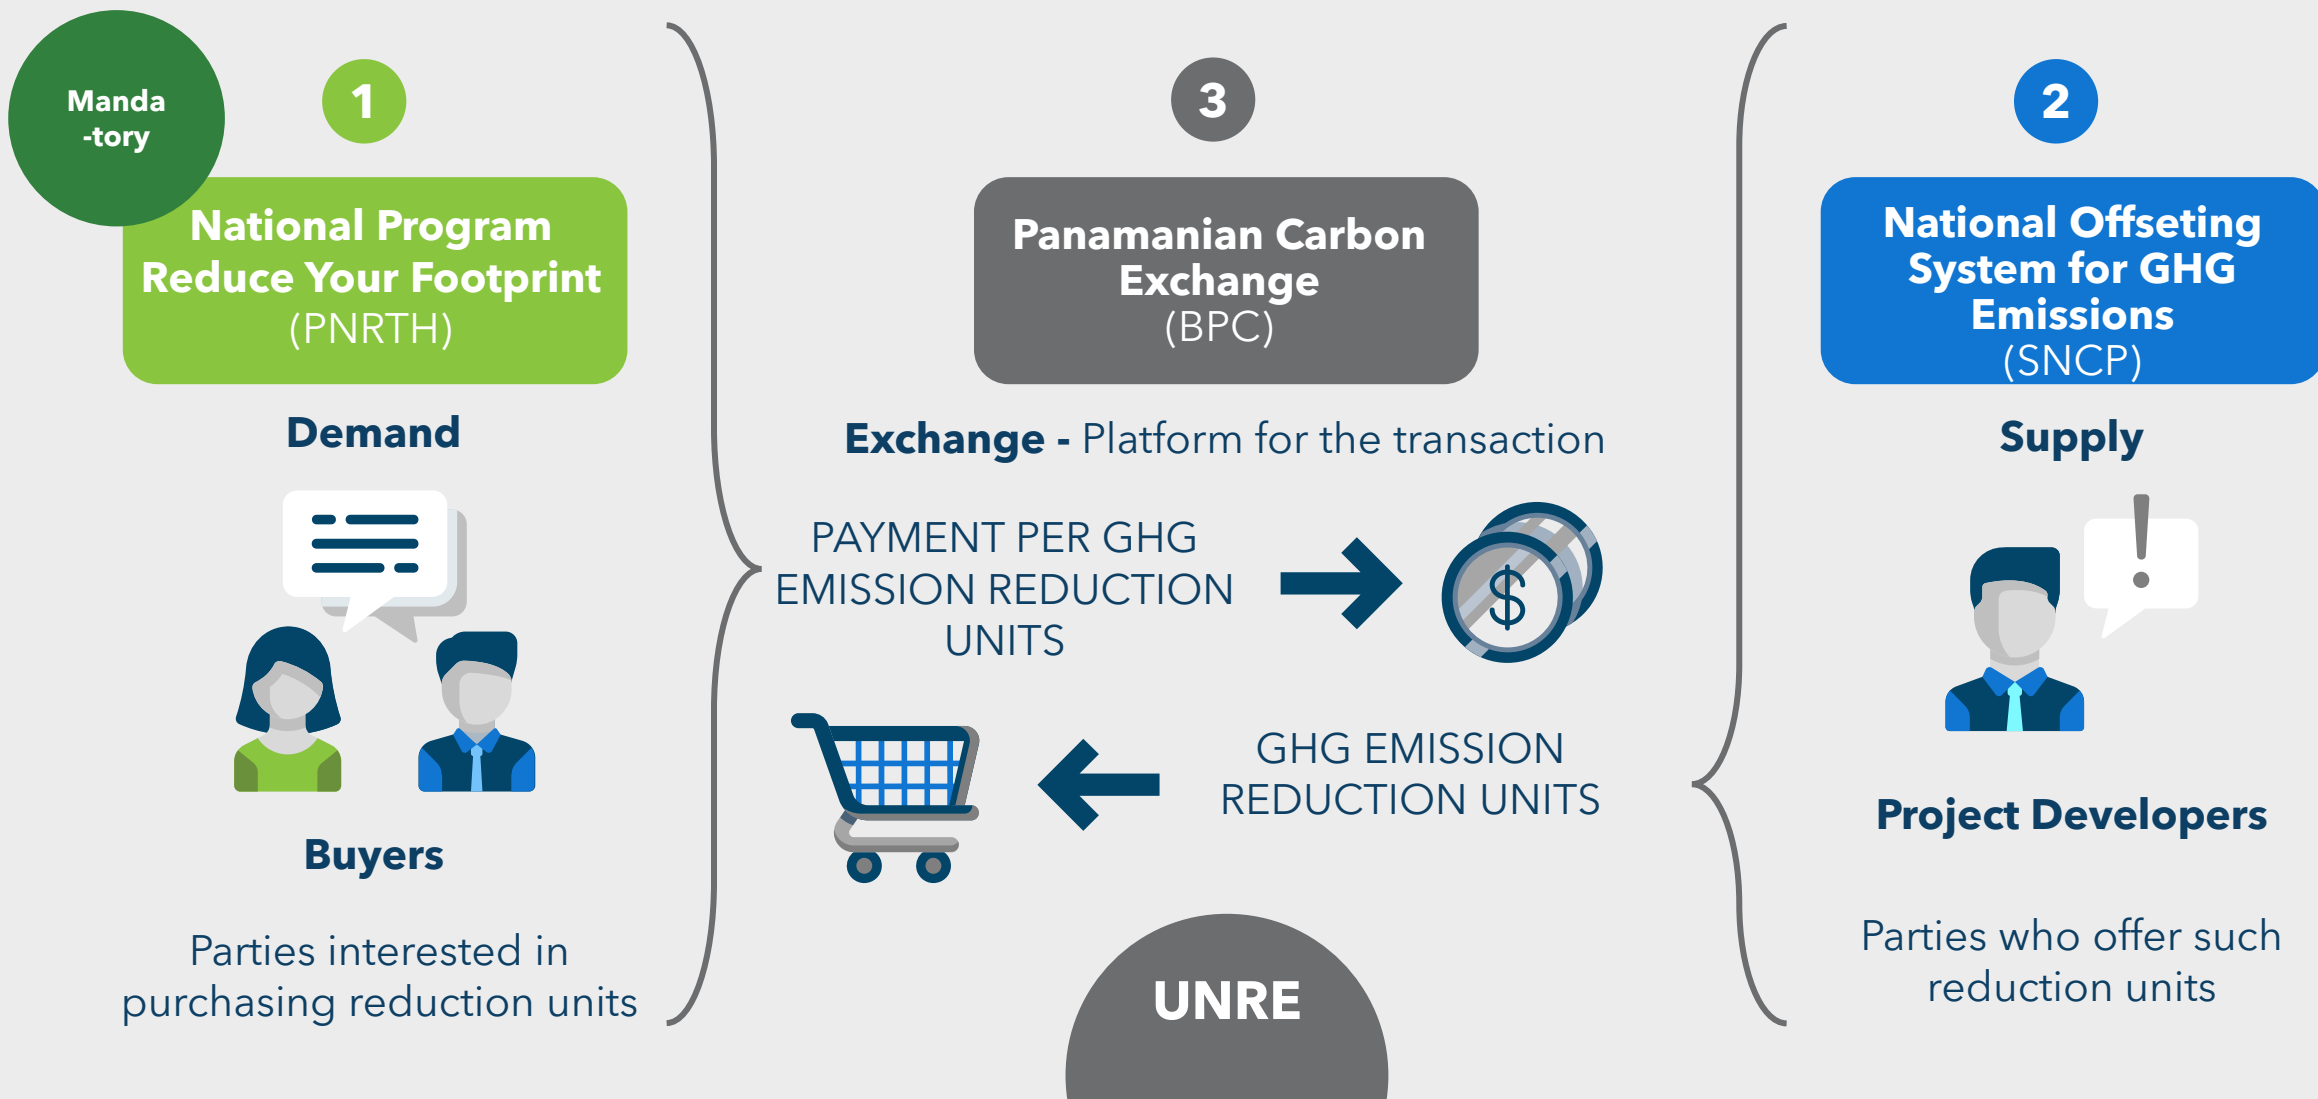 Manda
-tory
1
National Program
Reduce Your Footprint
(PNRTH)
Demand
Buyers
Parties interested in
purchasing reduction units
3
Panamanian Carbon
Exchange
(BPC)
Exchange - Platform for the transaction
PAYMENT PER GHG
EMISSION REDUCTION
UNITS
$
GHG EMISSION
REDUCTION UNITS
UNRE
2
National Offseting
System for GHG
Emissions
(SNCP)
Supply
!
Project Developers
Parties who offer such
reduction units